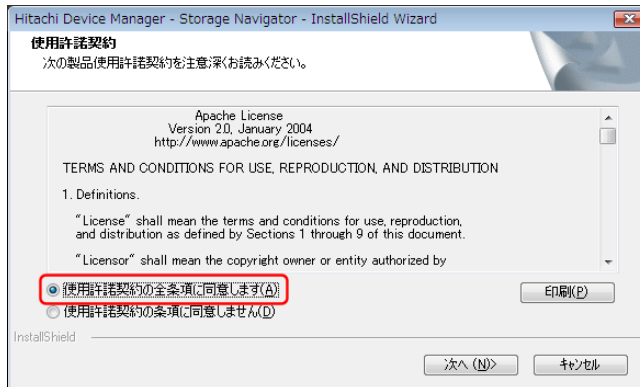 Hitachi Device Manager - Storage Navigator - InstallShield Wizard
使用許諾契約
次の製品使用許諾契約を注意深くお読みください。
Apache License
Version 2.0, January 2004
http://www.apache.org/licenses/
TERMS AND CONDITIONS FOR USE, REPRODUCTION, AND DISTRIBUTION
1. Definitions.
"License" shall mean the terms and conditions for use, reproduction,
and distribution as defined by Sections 1 through 9 of this document.
"Licensor" shall mean the copyright owner or entity authorized by
使用許諾契約の全条項に同意します(A)
印刷(P)
使用許諾契約の条項に同意しません(D)
InstallShield
次へ (N)>
キャンセル